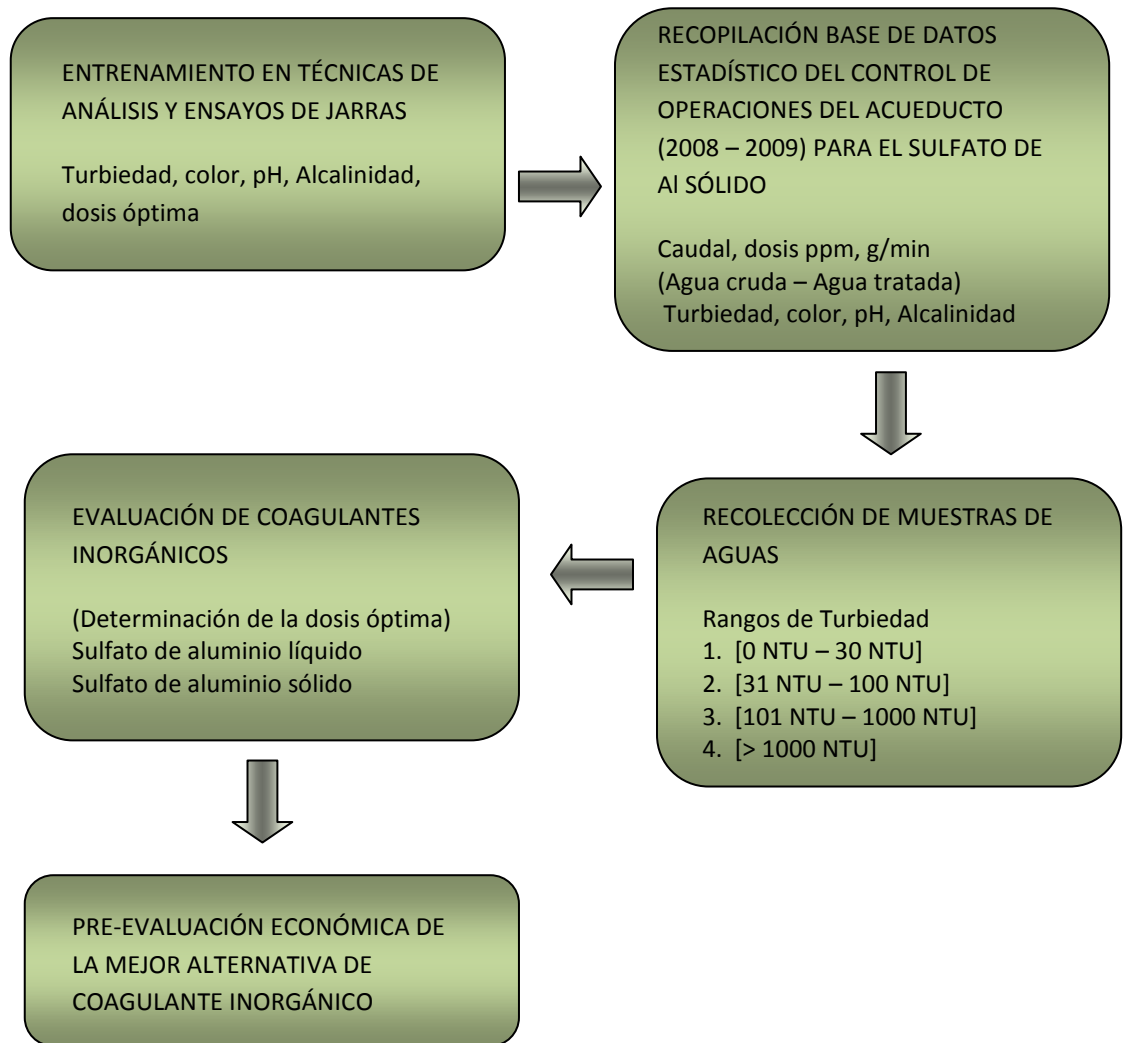 ENTRENAMIENTO EN TÉCNICAS DE
ANÁLISIS Y ENSAYOS DE JARRAS
Turbiedad, color, pH, Alcalinidad,
dosis óptima
RECOPILACIÓN BASE DE DATOS
ESTADÍSTICO DEL CONTROL DE
OPERACIONES DEL ACUEDUCTO
(2008 – 2009) PARA EL SULFATO DE
Al SÓLIDO
Caudal, dosis ppm, g/min
(Agua cruda – Agua tratada)
Turbiedad, color, pH, Alcalinidad
RECOLECCIÓN DE MUESTRAS DE
AGUAS
Rangos de Turbiedad
1. [0 NTU – 30 NTU]
2. [31 NTU – 100 NTU]
3. [101 NTU – 1000 NTU]
4. [> 1000 NTU]
EVALUACIÓN DE COAGULANTES
INORGÁNICOS
(Determinación de la dosis óptima)
Sulfato de aluminio líquido
Sulfato de aluminio sólido
PRE-EVALUACIÓN ECONÓMICA DE
LA MEJOR ALTERNATIVA DE
COAGULANTE INORGÁNICO